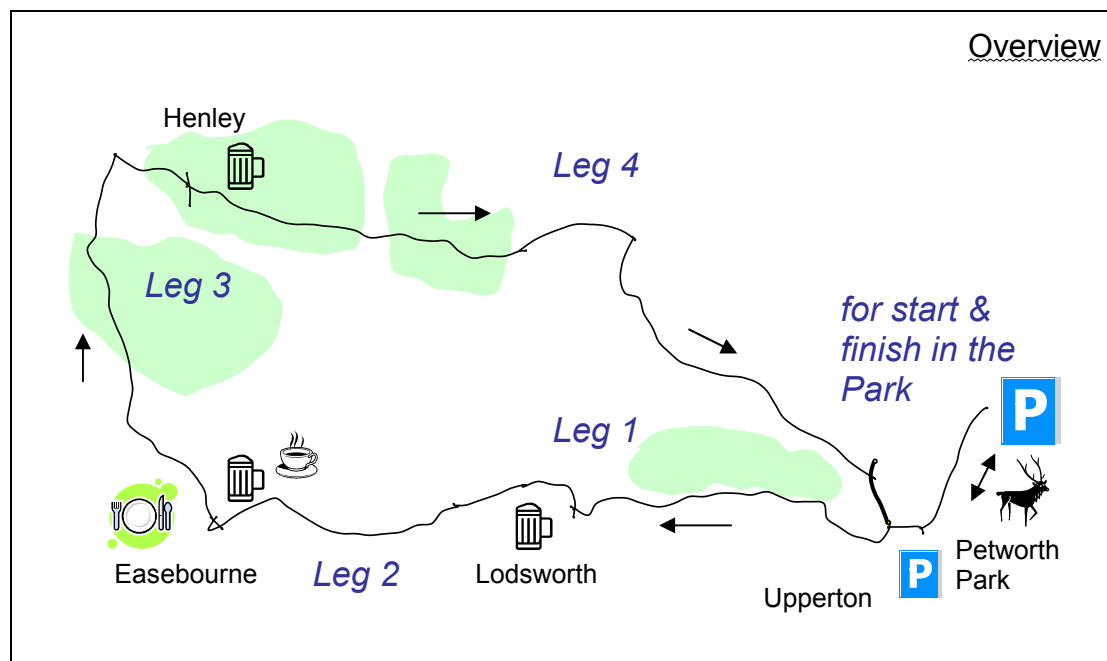 Overview
Henley
Leg 4
Leg 3
for start &
finish in the
Park
P
Leg 1
Easebourne
Leg 2
Lodsworth
Upperton
P
Petworth
Park